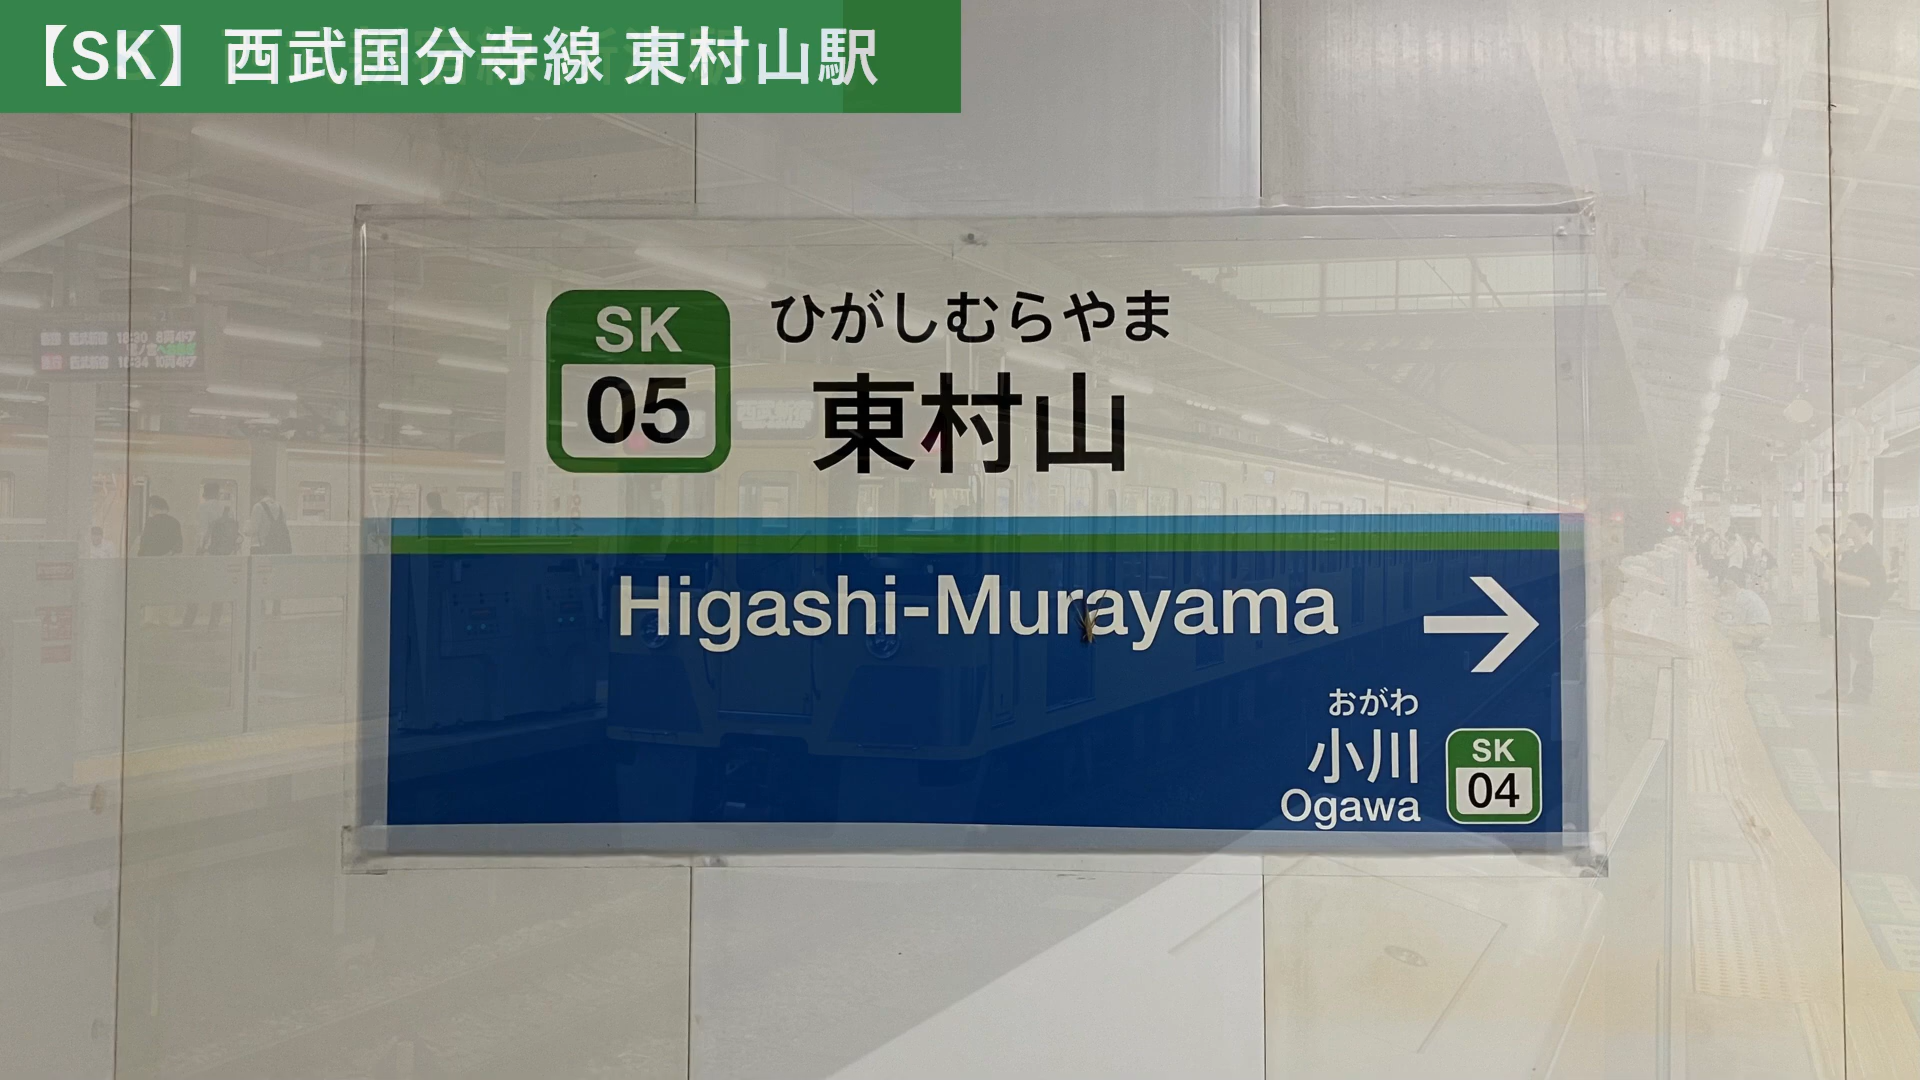 【SK】西武国分寺線 東村山駅
SK
05
ひがしむらやま
東村山
Higashi-Murayama
おがわ
小川
Ogawa
SK
04